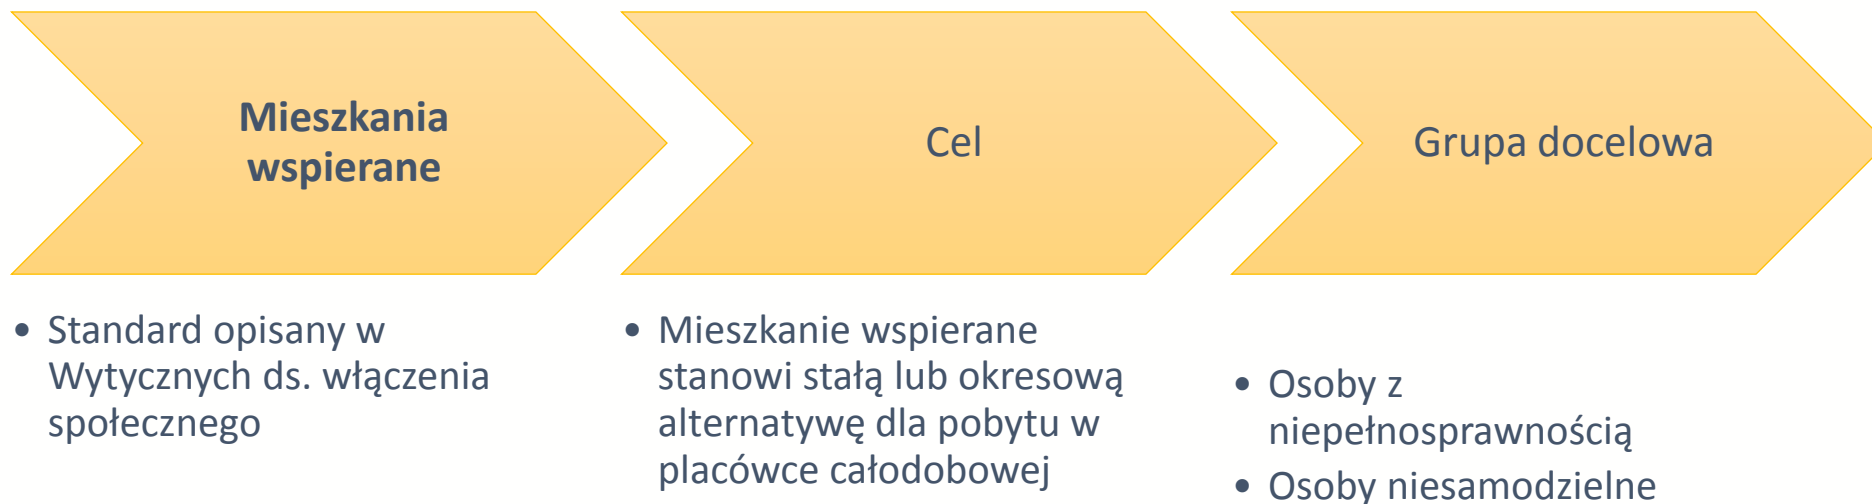 Mieszkania
wspierane
Cel
Grupa docelowa
• Standard opisany w
Wytycznych ds. włączenia
społecznego
• Mieszkanie wspierane
stanowi stałą lub okresową
alternatywę dla pobytu w
placówce całodobowej
• Osoby z
niepełnosprawnością
• Osoby niesamodzielne